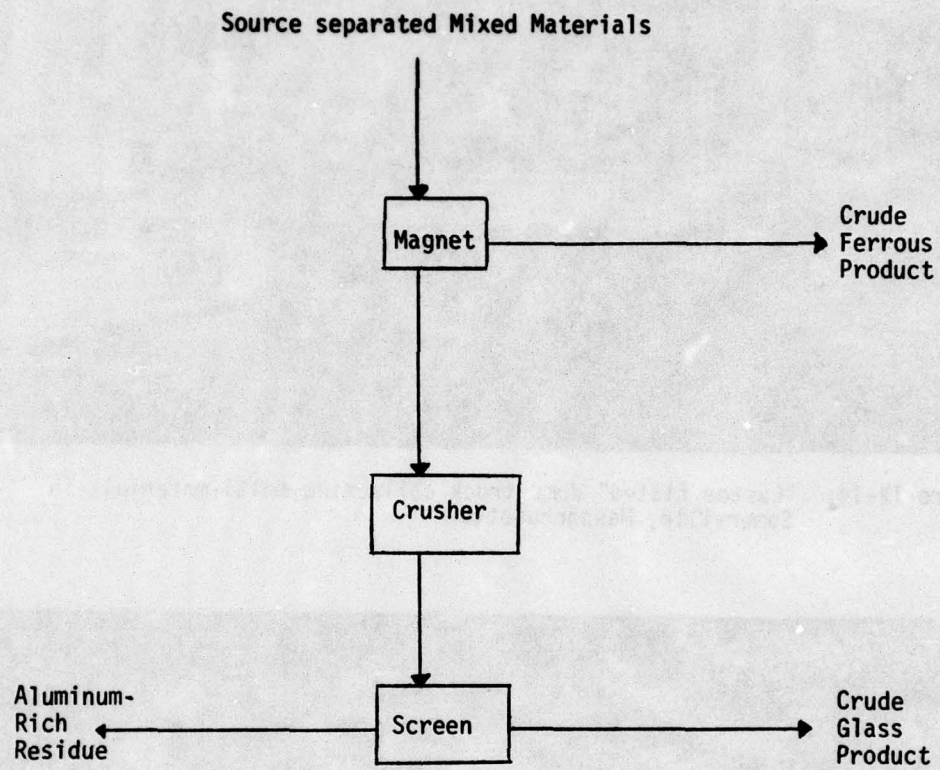 Source separated Mixed Materials
Magnet
Crude
Ferrous
Product
Crusher
Aluminum-
Rich
Residue
Screen
Crude
Glass
Product